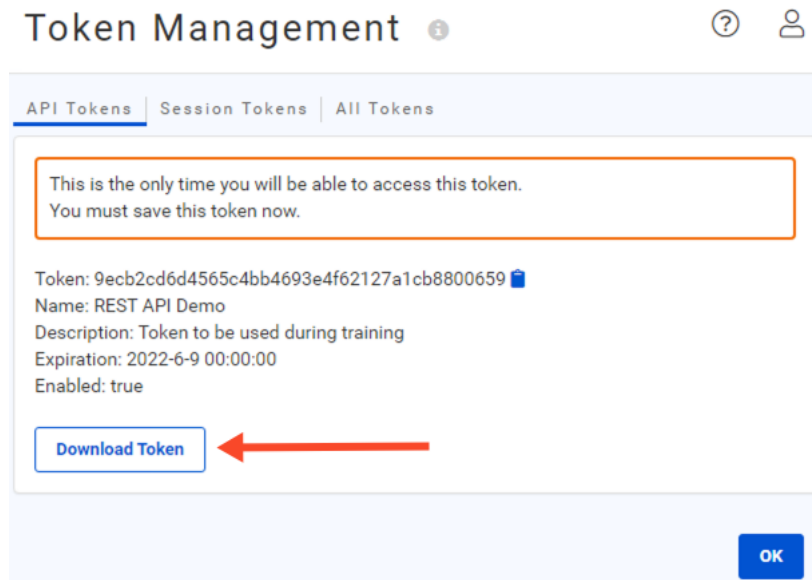 Token Management
API Tokens Session Tokens All Tokens
This is the only time you will be able to access this token.
You must save this token now.
Token: 9ecb2cd6d4565c4bb4693e4f62127a1cb8800659
Name: REST API Demo
Description: Token to be used during training
Expiration: 2022-6-9 00:00:00
Enabled: true
Download Token
OK